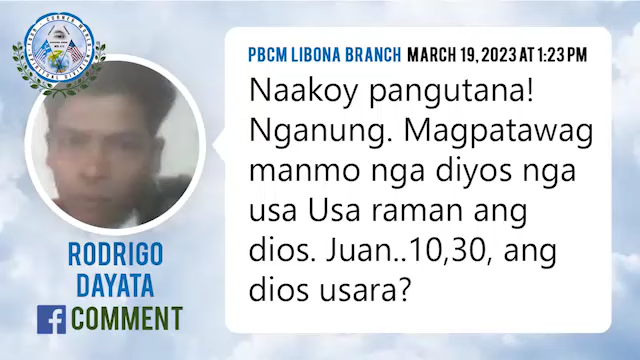 PBCM LIBONA BRANCH MARCH 19, 2023 AT 1:23 PM
Naakoy pangutana!
Nganung. Magpatawag
manmo nga diyos nga
usa Usa raman ang
dios. Juan..10,30, ang
dios usara?
RODRIGO
DAYATA
f COMMENT